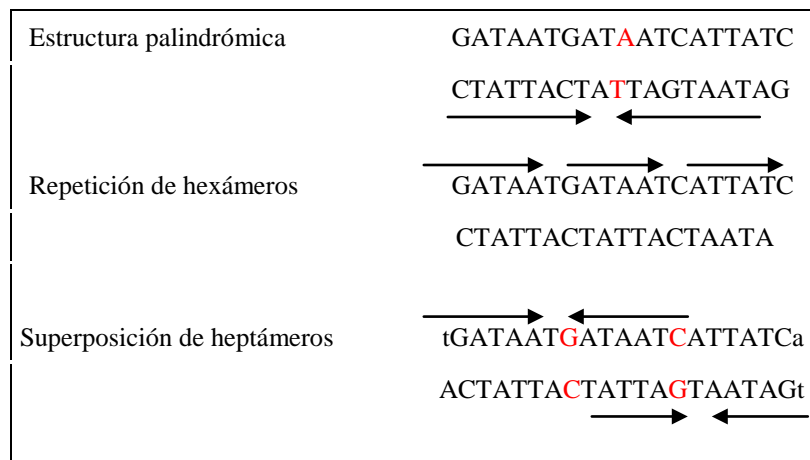 Estructura palindrómica GATAATGATAATCATTATC
CTATTACTATTAGTAATAG
Repetición de hexámeros GATAATGATAATCATTATC
CTATTACTATTACTAATA
Superposición de heptámeros tGATAATGATAATCATTATCa
ACTATTACTATTAGTAATAGt